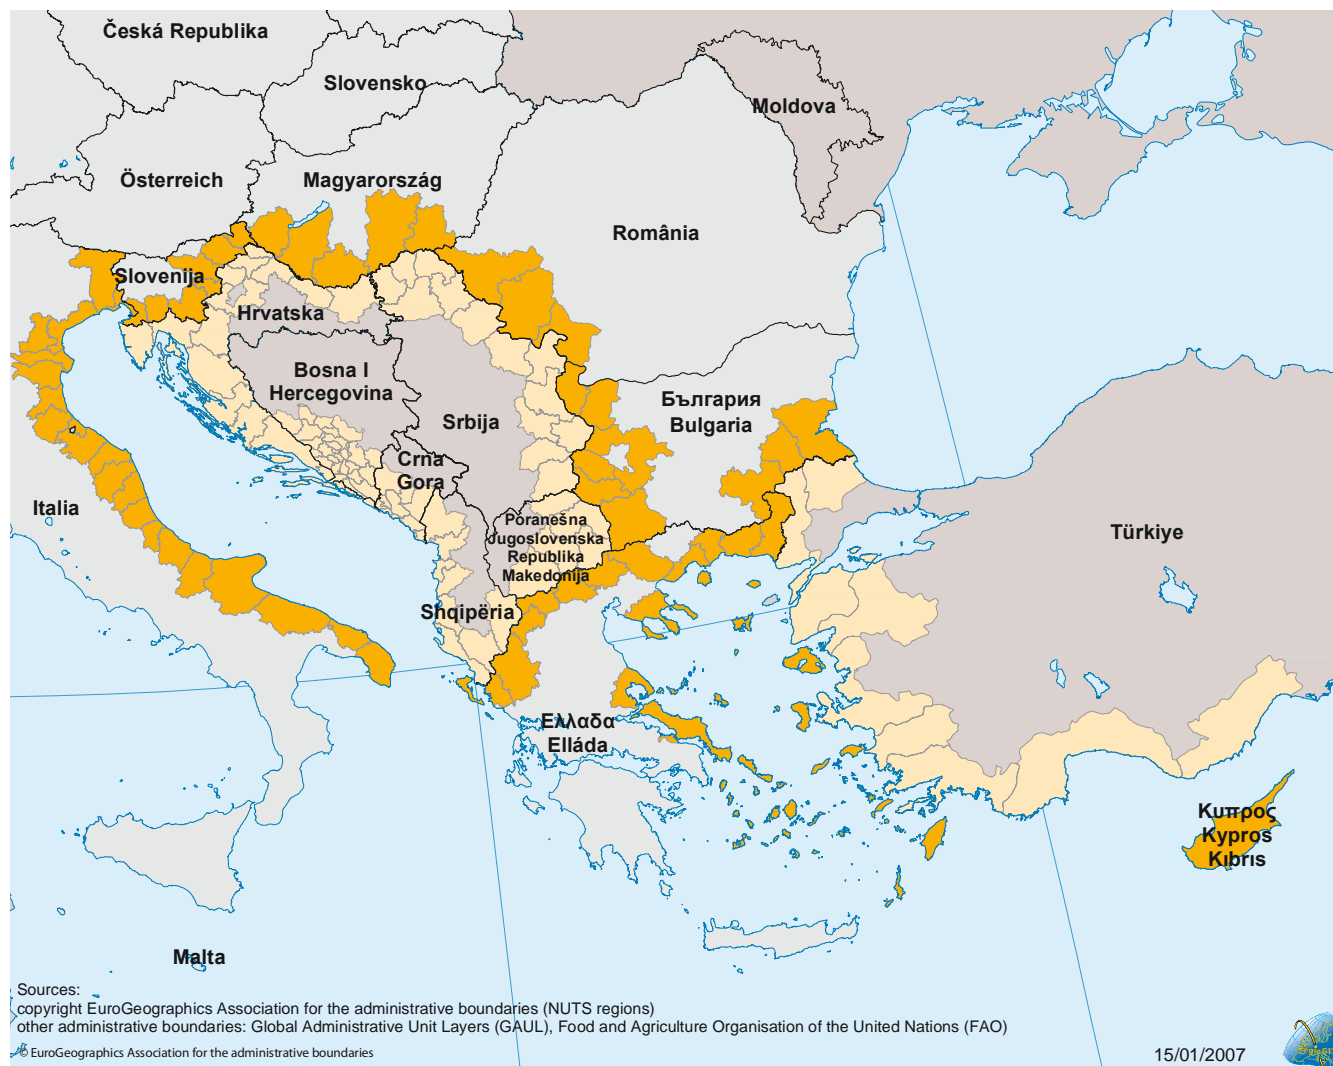 Česká Republika
Slovensko
Moldova
Österreich
Magyarország
România
Slovenija
Hrvatska
Bosna I
Hercegovina
България
Bulgaria
Srbija
Crna
Gora
Italia
Poranešna
Jugoslovenska
Republika
Makedonija
Türkiye
Shqipëria
Ελλαδα
Elláda
Κυπρος
Kypros
Kıbrıs
Malta
Sources:
copyright EuroGeographics Association for the administrative boundaries (NUTS regions)
other administrative boundaries: Global Administrative Unit Layers (GAUL), Food and Agriculture Organisation of the United Nations (FAO)
© EuroGeographics Association for the administrative boundaries
15/01/2007